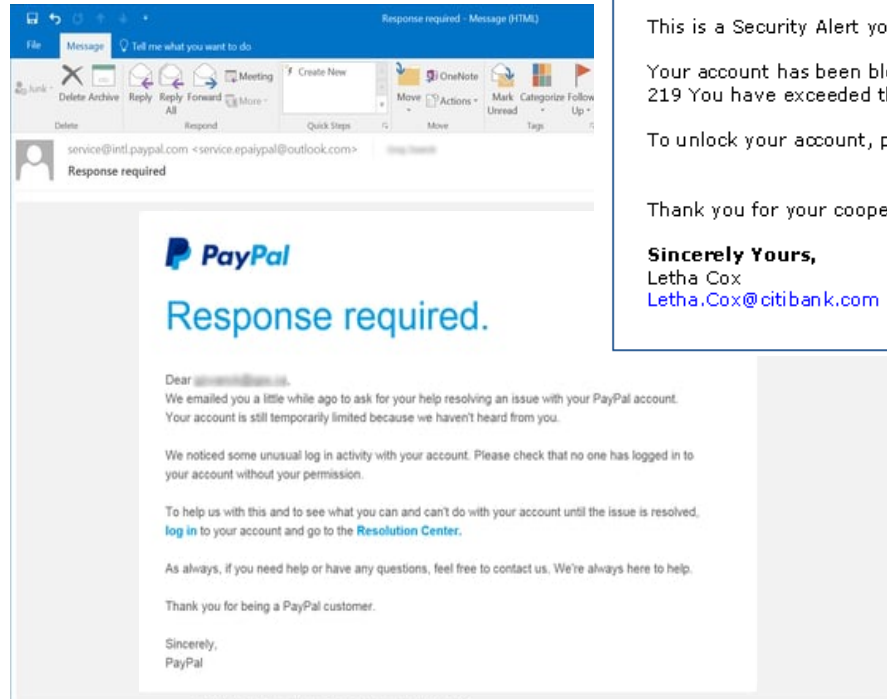 Response required - Message (HTML)
File Message Tell me what you want to do
Junk
Delete Archive Reply Reply All Forward Meeting More
Create New
Move OneNote Actions
Mark Unread Categorize Follow Up
Delete Respond Quick Steps Move Tags
service@intl.paypal.com <service.epaiypal@outlook.com>
Response required
PayPal
Response required.
Dear
We emailed you a little while ago to ask for your help resolving an issue with your PayPal account.
Your account is still temporarily limited because we haven't heard from you.
We noticed some unusual log in activity with your account. Please check that no one has logged in to
your account without your permission.
To help us with this and to see what you can and can't do with your account until the issue is resolved,
log in to your account and go to the Resolution Center.
As always, if you need help or have any questions, feel free to contact us. We're always here to help.
Thank you for being a PayPal customer.
Sincerely,
PayPal
This is a Security Alert yo
Your account has been bl
219 You have exceeded t
To unlock your account, p
Thank you for your coope
Sincerely Yours,
Letha Cox
Letha.Cox@citibank.com